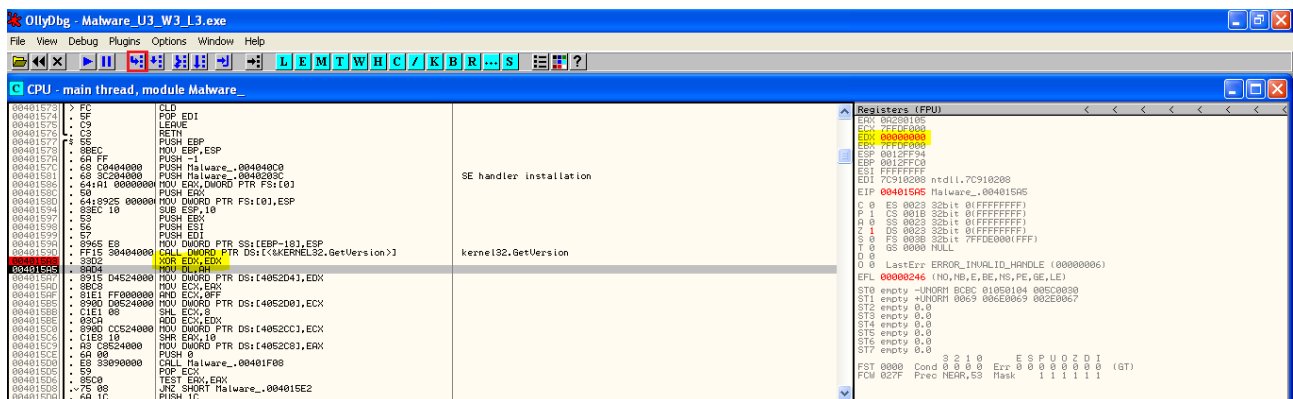 OllyDbg - Malware_U3_W3_L3.exe
File View Debug Plugins Options Window Help
L E M T W H C / K B R ... S ?
C CPU - main thread, module Malware_
00401573 > FC CLD
00401574 . 5F POP EDI
00401575 . C9 LEAVE
00401576 . C3 RETN
00401577 $ 55 PUSH EBP
00401578 . 8BEC MOV EBP,ESP
0040157A . 6A FF PUSH -1
0040157C . 68 C0404000 PUSH Malware_.004040C0
00401581 . 68 3C204000 PUSH Malware_.0040203C SE handler installation
00401586 . 64:A1 0000000 MOV EAX,DWORD PTR FS:[0]
0040158C . 50 PUSH EAX
0040158D . 64:8925 00000 MOV DWORD PTR FS:[0],ESP
00401594 . 83EC 10 SUB ESP,10
00401597 . 53 PUSH EBX
00401598 . 56 PUSH ESI
00401599 . 57 PUSH EDI
0040159A . 8965 E8 MOV DWORD PTR SS:[EBP-18],ESP
0040159D . FF15 30404000 CALL DWORD PTR DS:[<&KERNEL32.GetVersion>] kernel32.GetVersion
004015A3 . 33D2 XOR EDX,EDX
004015A5 . 8AD4 MOV DL,AH
004015A7 . 8915 D4524000 MOV DWORD PTR DS:[4052D4],EDX
004015AD . 8BC8 MOV ECX,EAX
004015AF . 81E1 FF000000 AND ECX,0FF
004015B5 . 890D D0524000 MOV DWORD PTR DS:[4052D0],ECX
004015BB . C1E1 08 SHL ECX,8
004015BE . 03CA ADD ECX,EDX
004015C0 . 890D CC524000 MOV DWORD PTR DS:[4052CC],ECX
004015C6 . C1E8 10 SHR EAX,10
004015C9 . A3 C8524000 MOV DWORD PTR DS:[4052C8],EAX
004015CE . 6A 00 PUSH 0
004015D0 . E8 33090000 CALL Malware_.00401F08
004015D5 . 59 POP ECX
004015D6 . 85C0 TEST EAX,EAX
004015D8 . 75 08 JNZ SHORT Malware_.004015E2
004015DA . 6A 1C PUSH 1C
Registers (FPU) < < < < < < <
EAX 0A280105
ECX 7FFDF000
EDX 00000000
EBX 7FFDF000
ESP 0012FF94
EBP 0012FFC0
ESI FFFFFFFF
EDI 7C910208 ntdll.7C910208
EIP 004015A5 Malware_.004015A5
C 0 ES 0023 32bit 0(FFFFFFFF)
P 1 CS 001B 32bit 0(FFFFFFFF)
A 0 SS 0023 32bit 0(FFFFFFFF)
Z 1 DS 0023 32bit 0(FFFFFFFF)
S 0 FS 003B 32bit 7FFDE000(FFF)
T 0 GS 0000 NULL
D 0
O 0 LastErr ERROR_INVALID_HANDLE (00000006)
EFL 00000246 (NO,NB,E,BE,NS,PE,GE,LE)
ST0 empty -UNORM BCBC 01050104 005C0030
ST1 empty +UNORM 0069 006E0069 002E0067
ST2 empty 0.0
ST3 empty 0.0
ST4 empty 0.0
ST5 empty 0.0
ST6 empty 0.0
ST7 empty 0.0
3 2 1 0 E S P U O Z D I
FST 0000 Cond 0 0 0 0 Err 0 0 0 0 0 0 0 0 (GT)
FCW 027F Prec NEAR,53 Mask 1 1 1 1 1 1